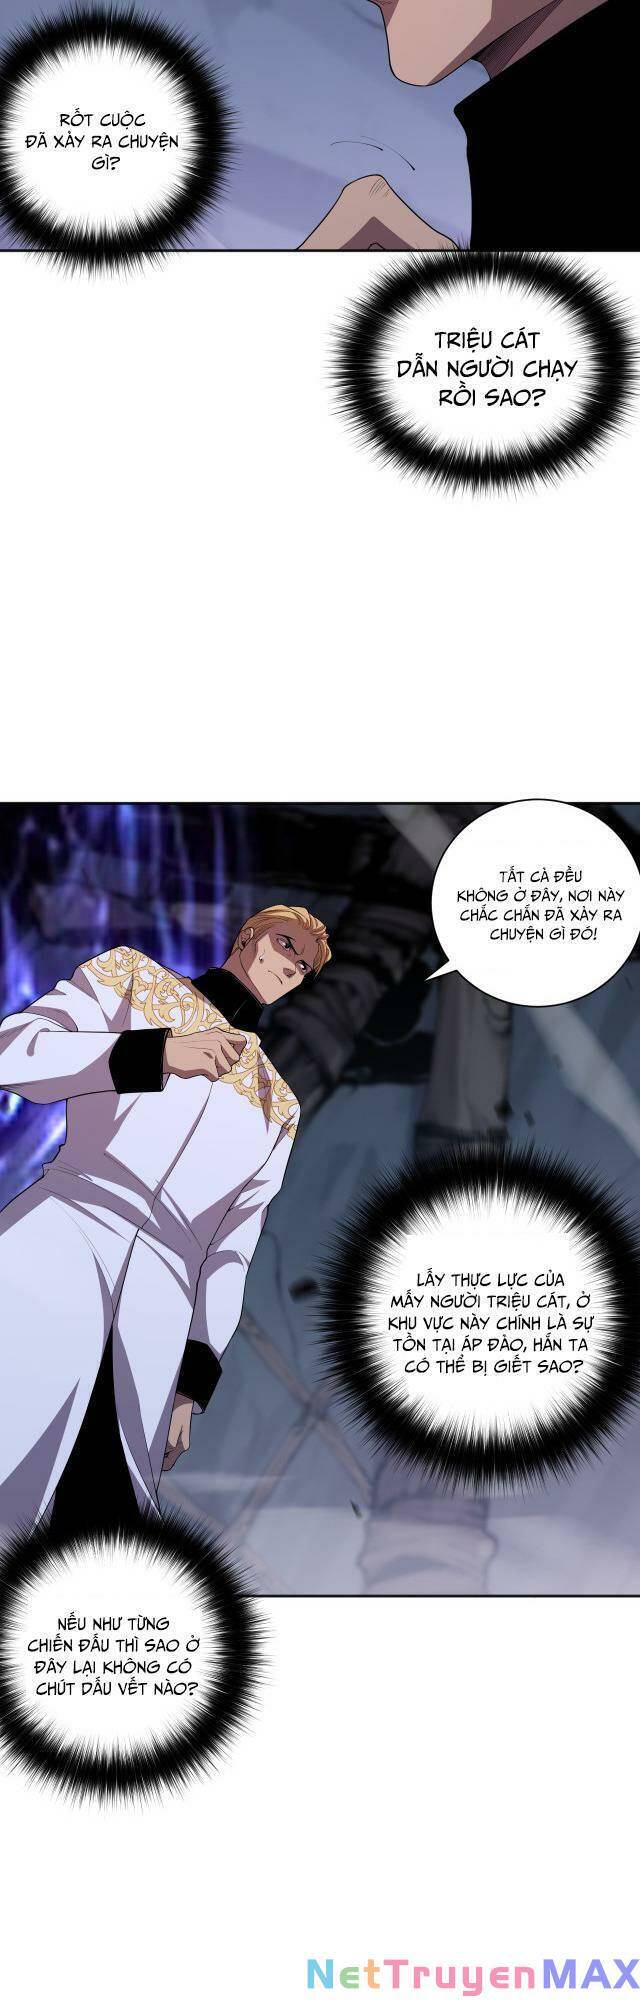 RỐT CUỘC
ĐÃ XẢY RA CHUYỆN
GÌ?
TRIỆU CÁT
DẪN NGƯỜI CHẠY
RỒI SAO?
TẤT CẢ ĐỀU
KHÔNG Ở ĐÂY, NƠI NÀY
CHẮC CHẮN ĐÃ XẢY RA
CHUYỆN GÌ ĐÓ!
LẤY THỰC LỰC CỦA
MẤY NGƯỜI TRIỆU CÁT, Ở
KHU VỰC NÀY CHÍNH LÀ SỰ
TỒN TẠI ÁP ĐẢO, HẮN TA
CÓ THỂ BỊ GIẾT SAO?
NẾU NHƯ TỪNG
CHIẾN ĐẤU THÌ SAO Ở
ĐÂY LẠI KHÔNG CÓ
CHÚT DẤU VẾT NÀO?
NETTRUYENMAX